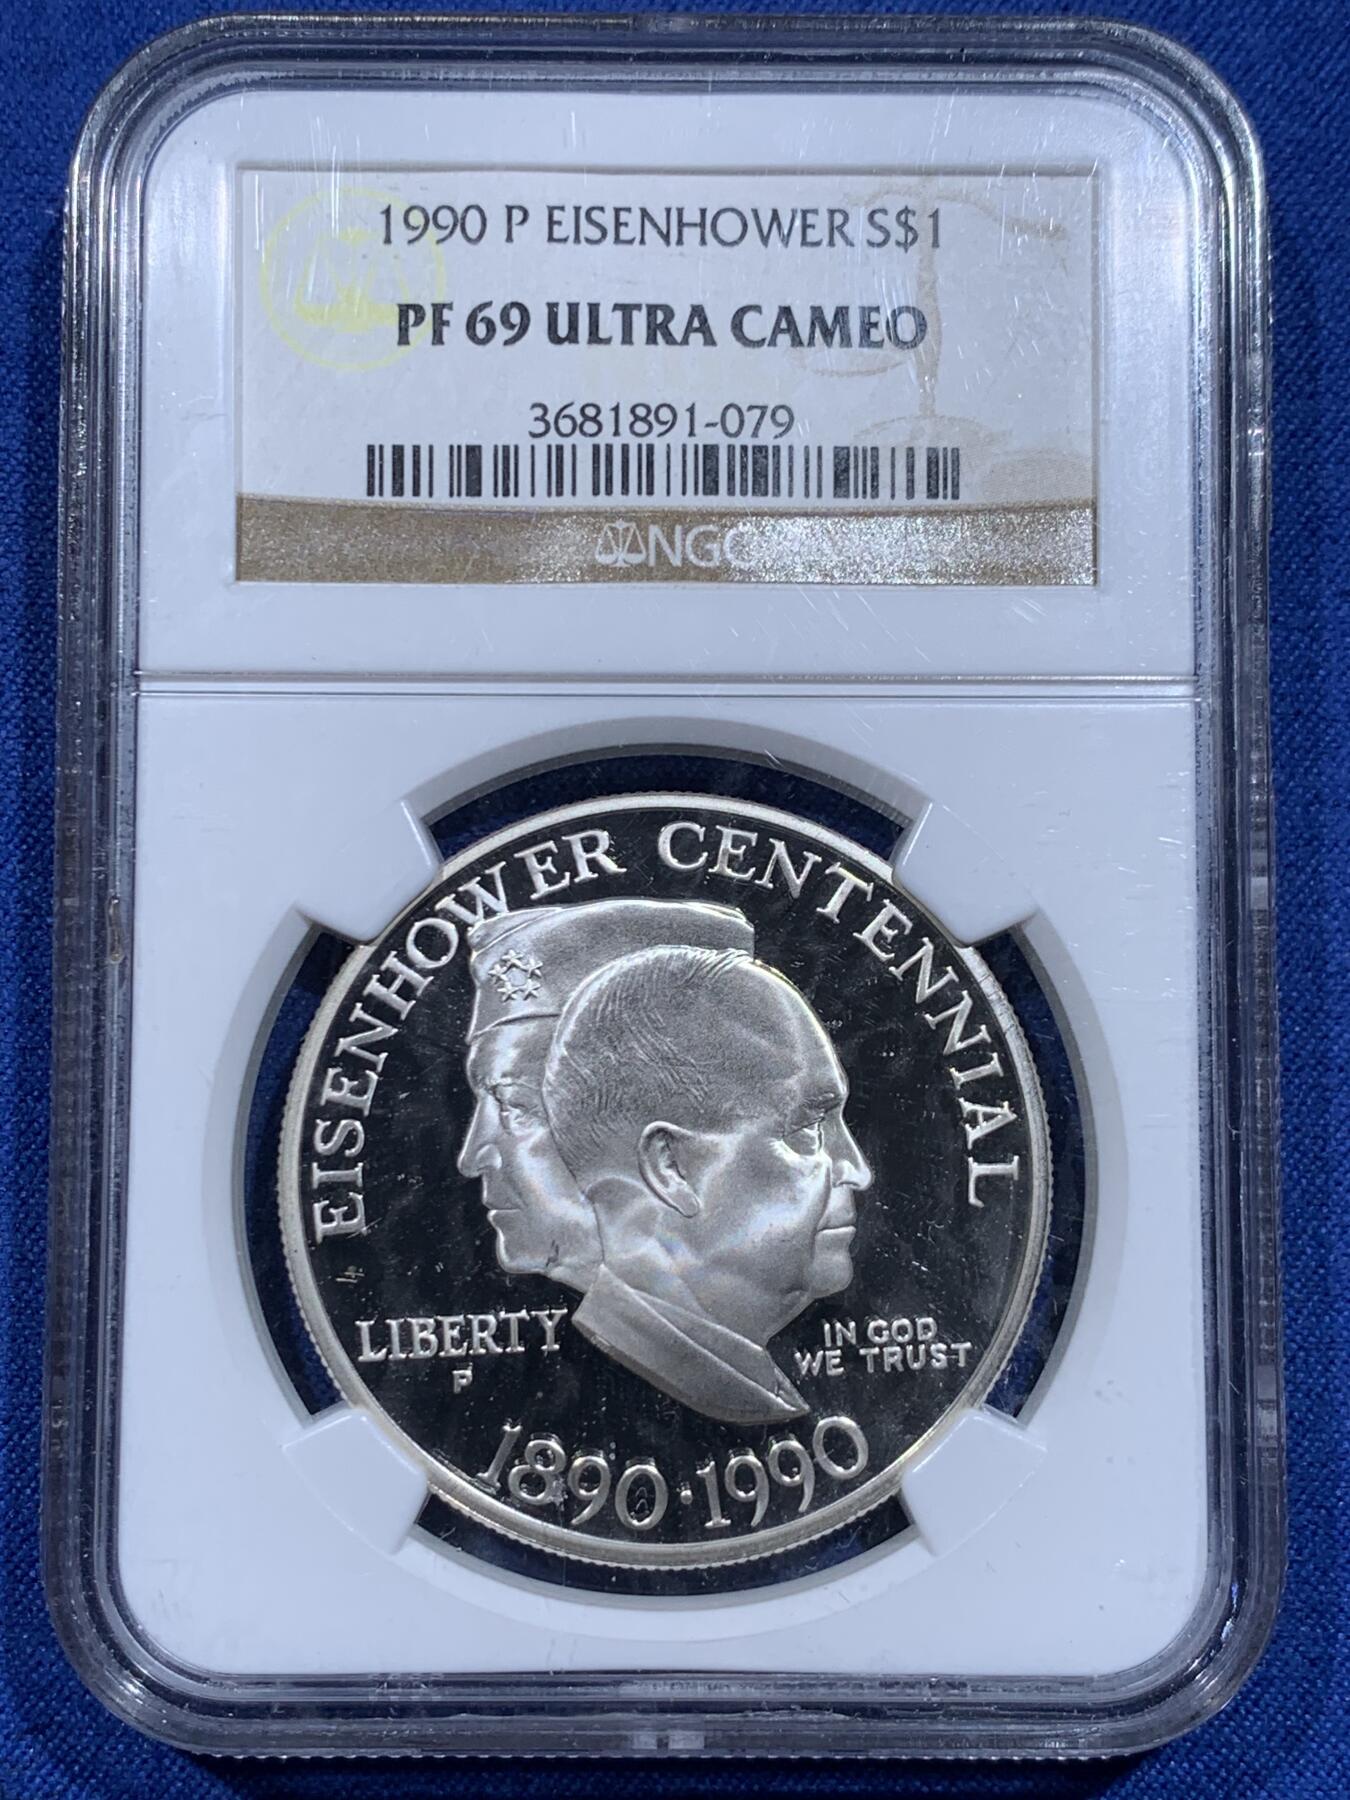 1990 P EISENHOWER S$1
PF 69 ULTRA CAMEO
3681891-079
NGC
EISENHOWER CENTENNIAL
LIBERTY
P
IN GOD
WE TRUST
1890·1990